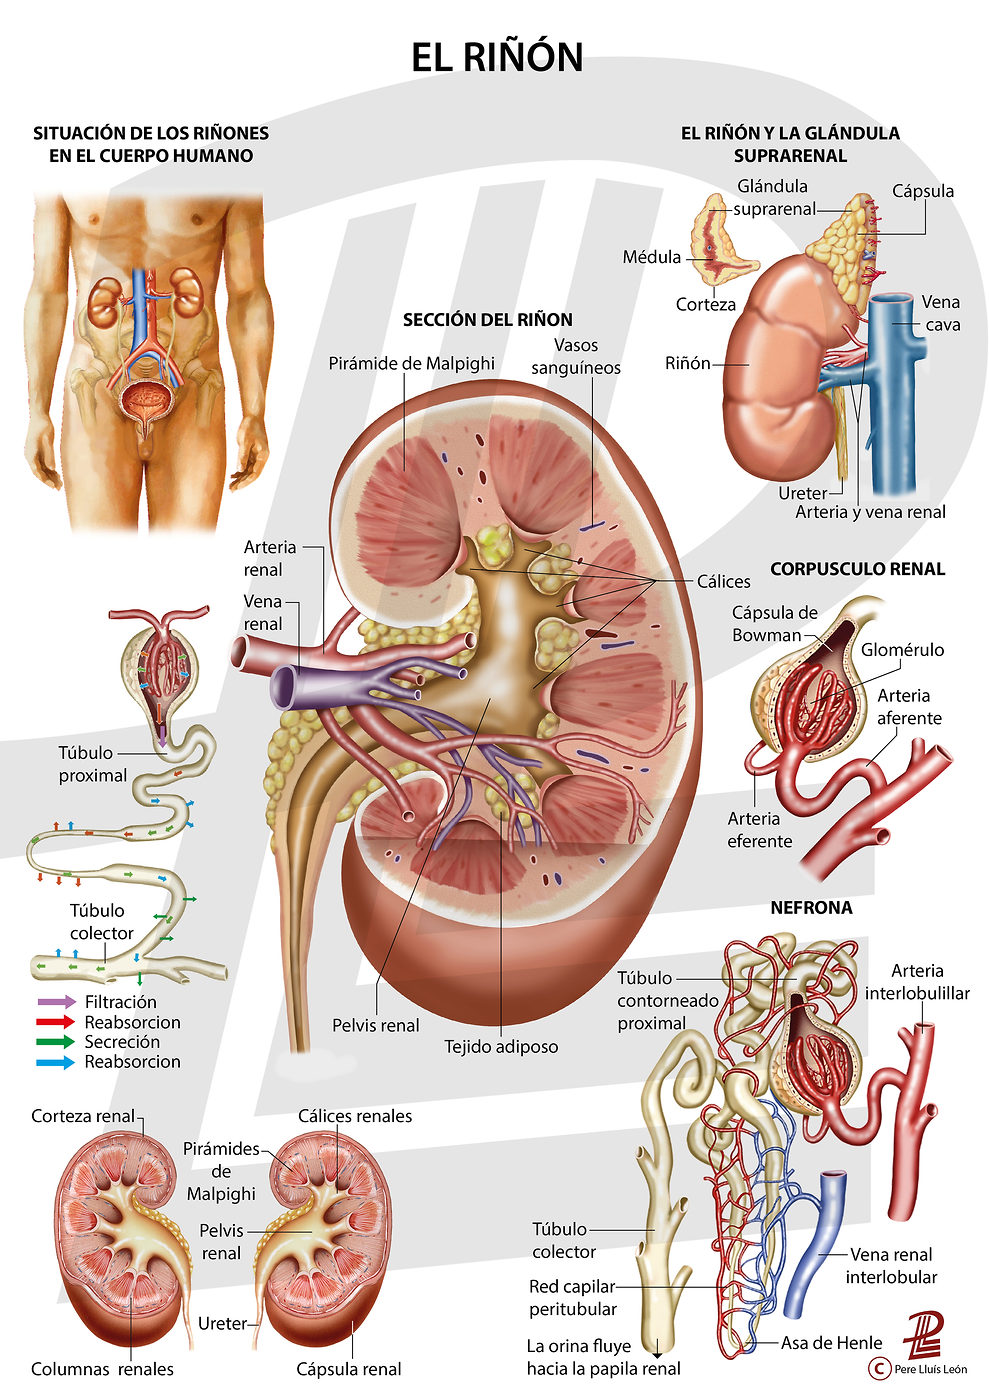 EL RIÑÓN
SITUACIÓN DE LOS RIÑONES
EN EL CUERPO HUMANO
EL RIÑÓN Y LA GLÁNDULA
SUPRARENAL
Glándula
suprarenal
Cápsula
Médula
Corteza
Vena
cava
Riñón
Ureter
Arteria y vena renal
SECCIÓN DEL RIÑON
Pirámide de Malpighi
Vasos
sanguíneos
Arteria
renal
Vena
renal
Cálices
Pelvis renal
Tejido adiposo
CORPUSCULO RENAL
Cápsula de
Bowman
Glomérulo
Arteria
aferente
Arteria
eferente
Túbulo
proximal
Túbulo
colector
Filtración
Reabsorcion
Secreción
Reabsorcion
NEFRONA
Túbulo
contorneado
proximal
Arteria
interlobulillar
Túbulo
colector
Red capilar
peritubular
La orina fluye
hacia la papila renal
Vena renal
interlobular
Asa de Henle
Corteza renal
Cálices renales
Pirámides
de
Malpighi
Pelvis
renal
Ureter
Columnas renales
Cápsula renal
C Pere Lluís León